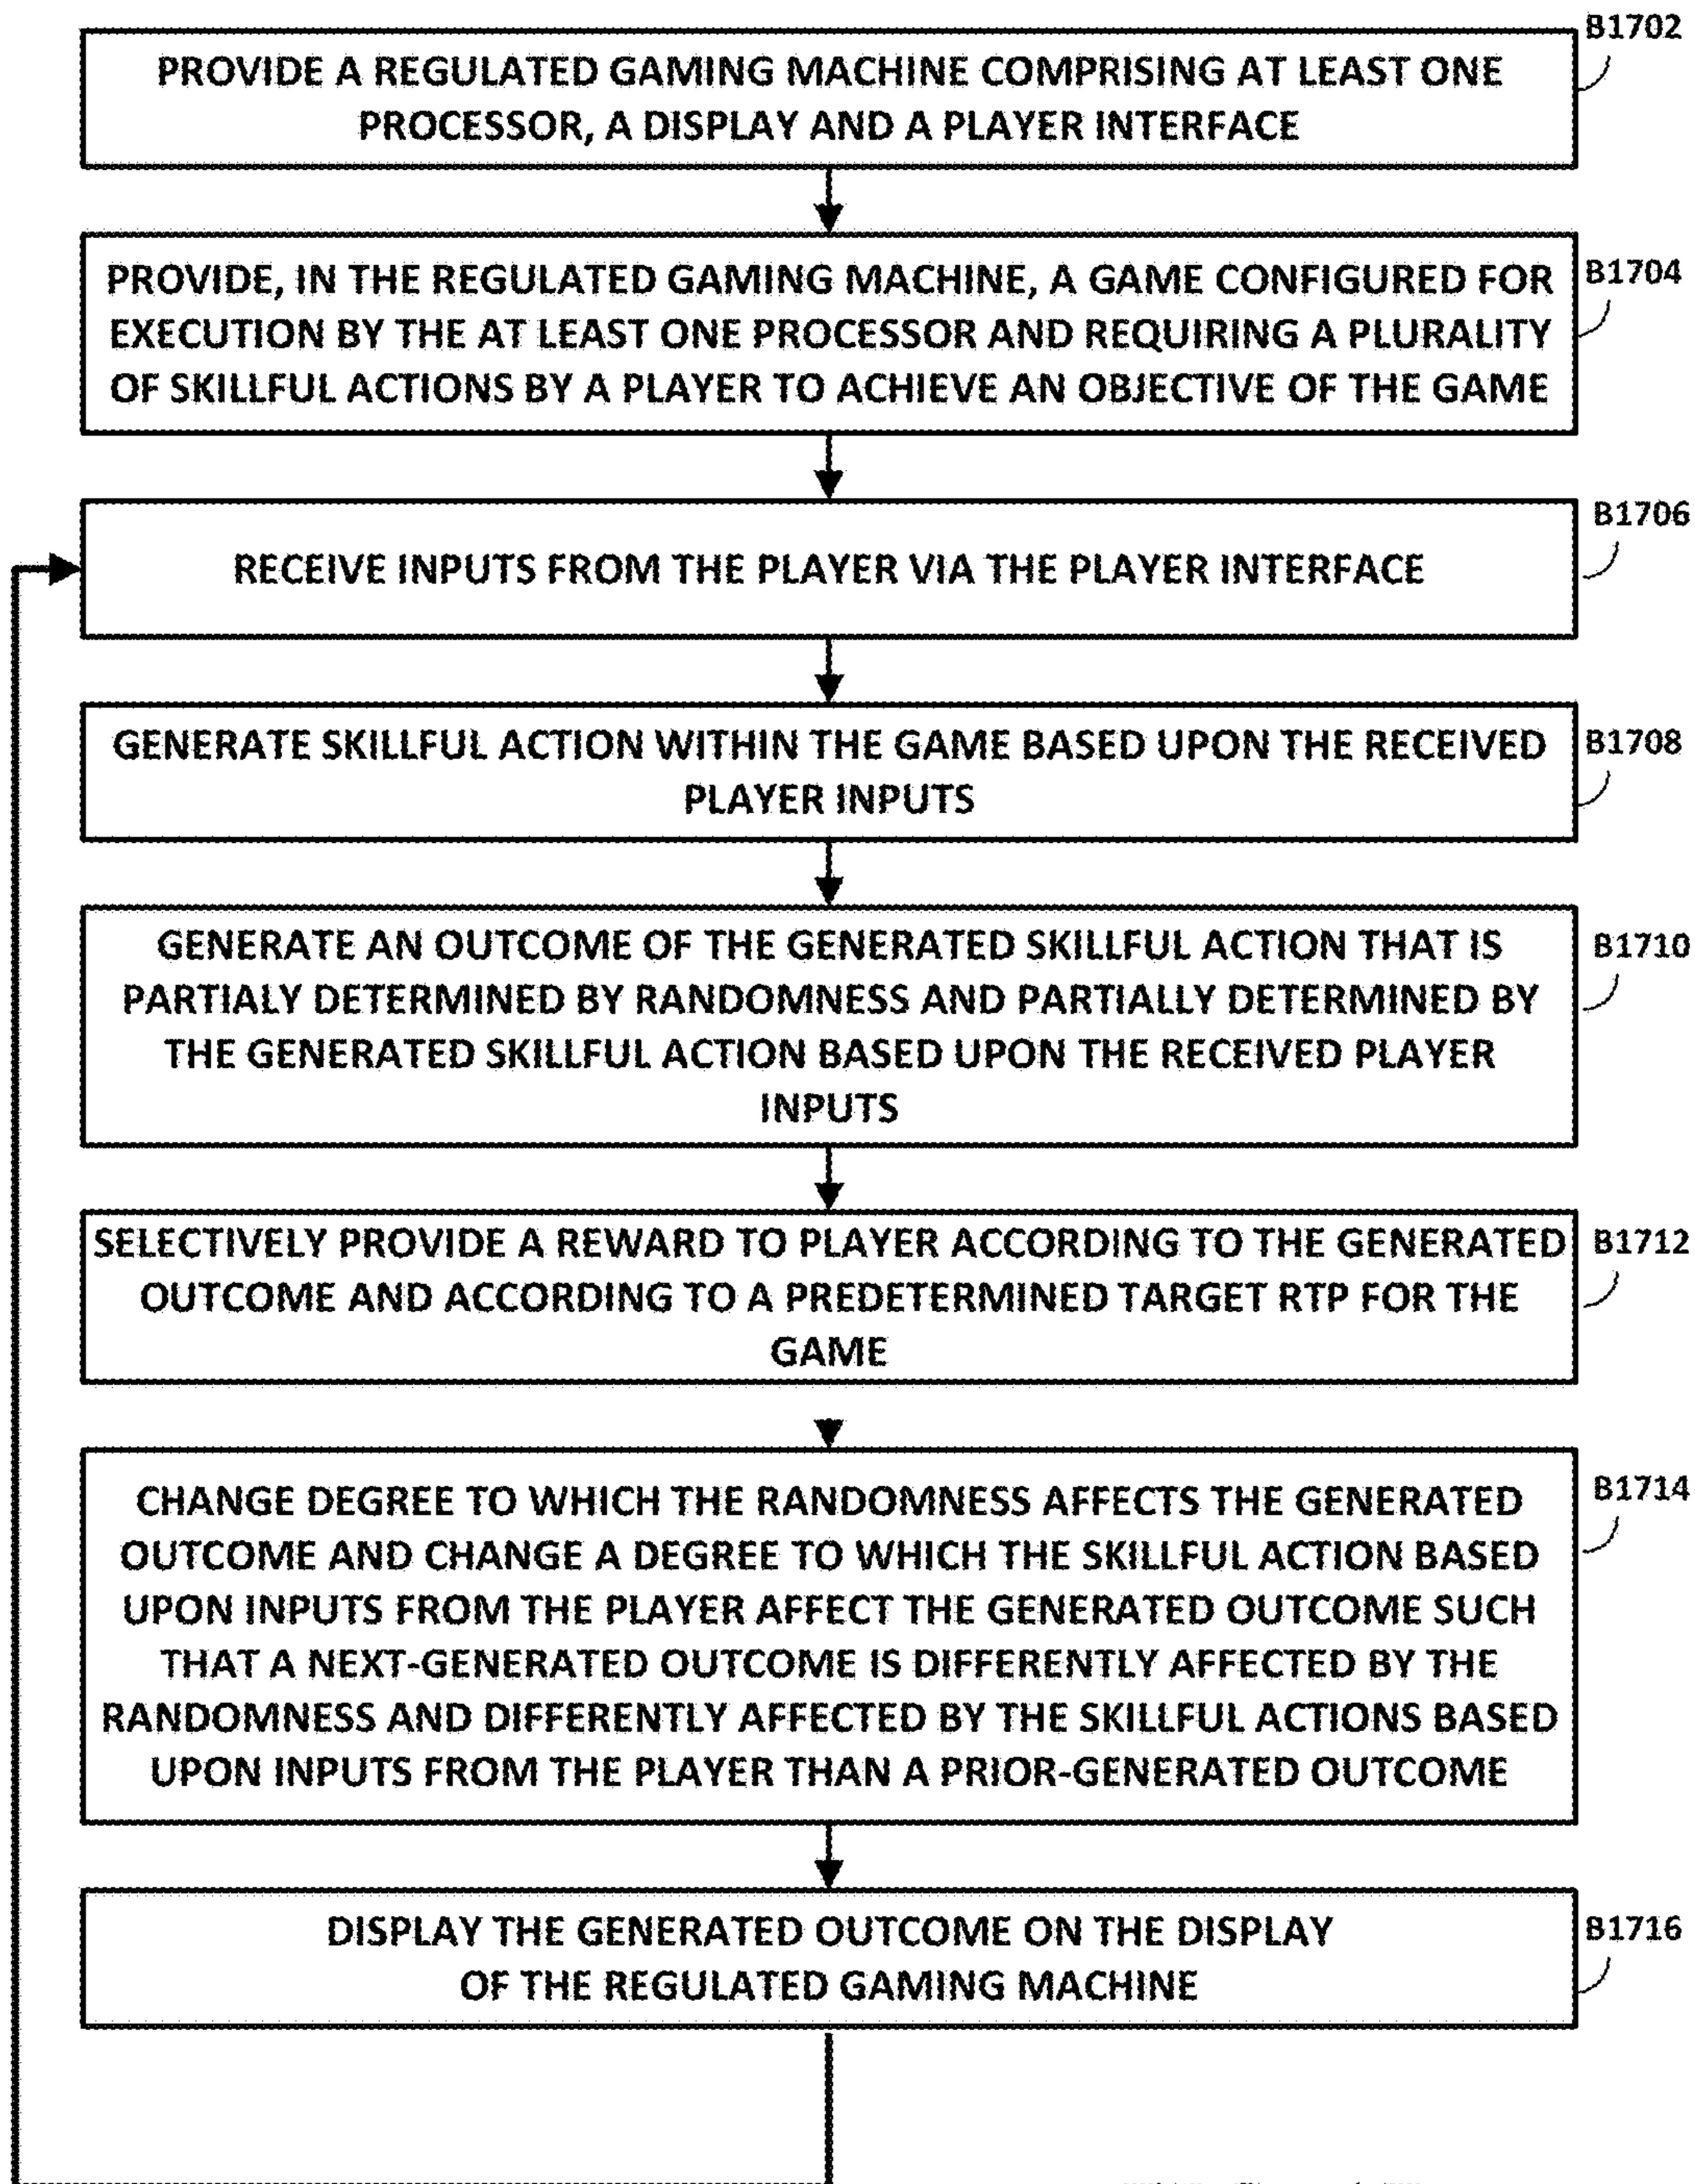 B1702
PROVIDE A REGULATED GAMING MACHINE COMPRISING AT LEAST ONE
PROCESSOR, A DISPLAY AND A PLAYER INTERFACE
B1704
PROVIDE, IN THE REGULATED GAMING MACHINE, A GAME CONFIGURED FOR
EXECUTION BY THE AT LEAST ONE PROCESSOR AND REQUIRING A PLURALITY
OF SKILLFUL ACTIONS BY A PLAYER TO ACHIEVE AN OBJECTIVE OF THE GAME
B1706
RECEIVE INPUTS FROM THE PLAYER VIA THE PLAYER INTERFACE
B1708
GENERATE SKILLFUL ACTION WITHIN THE GAME BASED UPON THE RECEIVED
PLAYER INPUTS
B1710
GENERATE AN OUTCOME OF THE GENERATED SKILLFUL ACTION THAT IS
PARTIALY DETERMINED BY RANDOMNESS AND PARTIALLY DETERMINED BY
THE GENERATED SKILLFUL ACTION BASED UPON THE RECEIVED PLAYER
INPUTS
B1712
SELECTIVELY PROVIDE A REWARD TO PLAYER ACCORDING TO THE GENERATED
OUTCOME AND ACCORDING TO A PREDETERMINED TARGET RTP FOR THE
GAME
B1714
CHANGE DEGREE TO WHICH THE RANDOMNESS AFFECTS THE GENERATED
OUTCOME AND CHANGE A DEGREE TO WHICH THE SKILLFUL ACTION BASED
UPON INPUTS FROM THE PLAYER AFFECT THE GENERATED OUTCOME SUCH
THAT A NEXT-GENERATED OUTCOME IS DIFFERENTLY AFFECTED BY THE
RANDOMNESS AND DIFFERENTLY AFFECTED BY THE SKILLFUL ACTIONS BASED
UPON INPUTS FROM THE PLAYER THAN A PRIOR-GENERATED OUTCOME
B1716
DISPLAY THE GENERATED OUTCOME ON THE DISPLAY
OF THE REGULATED GAMING MACHINE